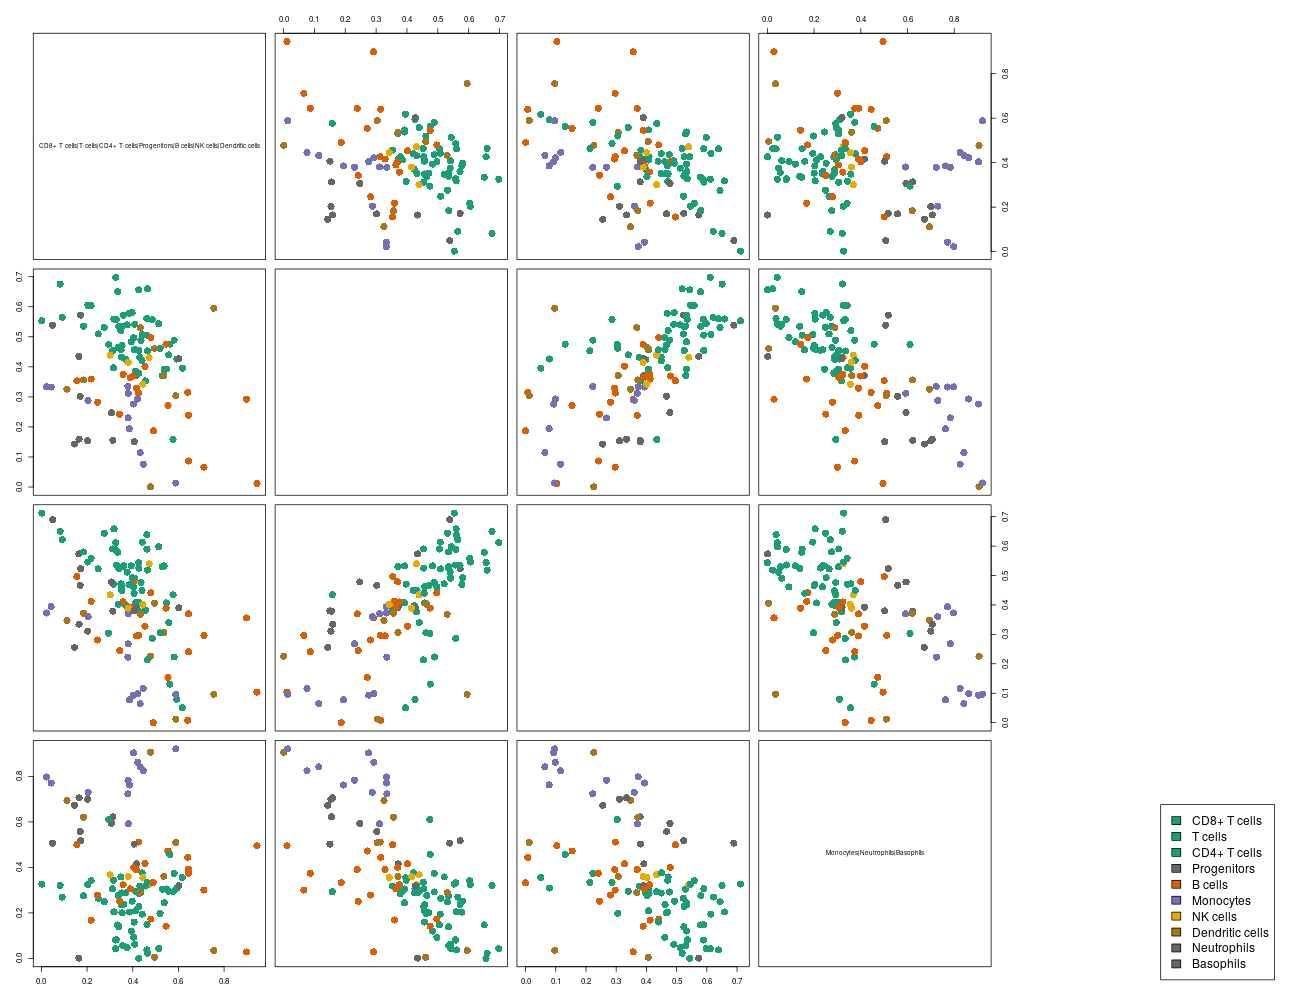 0.0 0.1 0.2 0.3 0.4 0.5 0.6 0.7
0.0 0.2 0.4 0.6 0.8
CD8+ T cells|T cells|CD4+ T cells|Progenitors|B cells|NK cells|Dendritic cells
0.0 0.2 0.4 0.6 0.8
0.0 0.1 0.2 0.3 0.4 0.5 0.6 0.7
0.0 0.1 0.2 0.3 0.4 0.5 0.6 0.7
0.0 0.2 0.4 0.6 0.8
Monocytes|Neutrophils|Basophils
0.0 0.2 0.4 0.6 0.8
0.0 0.1 0.2 0.3 0.4 0.5 0.6 0.7
CD8+ T cells
T cells
CD4+ T cells
Progenitors
B cells
Monocytes
NK cells
Dendritic cells
Neutrophils
Basophils